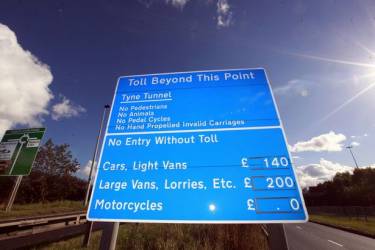 Toll Beyond This Point
Tyne Tunnel
No Pedestrians
No Animals
No Pedal Cycles
No Hand Propelled Invalid Carriages
No Entry Without Toll
Cars, Light Vans £ 140
Large Vans, Lorries, Etc. £ 200
Motorcycles £ 0